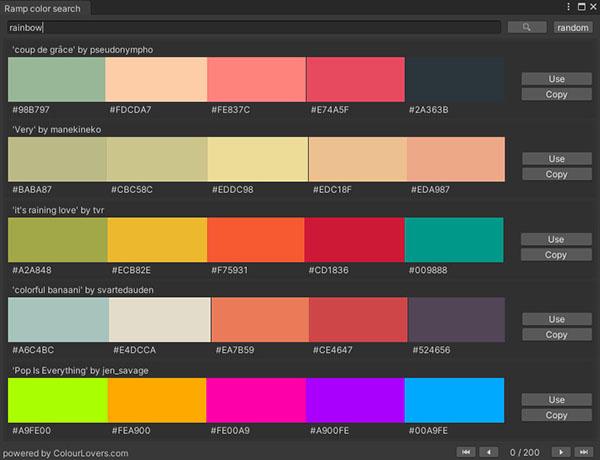 Ramp color search
rainbow
random
'coup de grâce' by pseudonympho
Use
Copy
#98B797 #FDCDA7 #FE837C #E74A5F #2A363B
'Very' by manekineko
Use
Copy
#BABA87 #CBC58C #EDDC98 #EDC18F #EDA987
'it's raining love' by tvr
Use
Copy
#A2A848 #ECB82E #F75931 #CD1836 #009888
'colorful banaani' by svartedauden
Use
Copy
#A6C4BC #E4DCCA #EA7B59 #CE4647 #524656
'Pop Is Everything' by jen_savage
Use
Copy
#A9FE00 #FEA900 #FE00A9 #A900FE #00A9FE
powered by ColourLovers.com 0 / 200